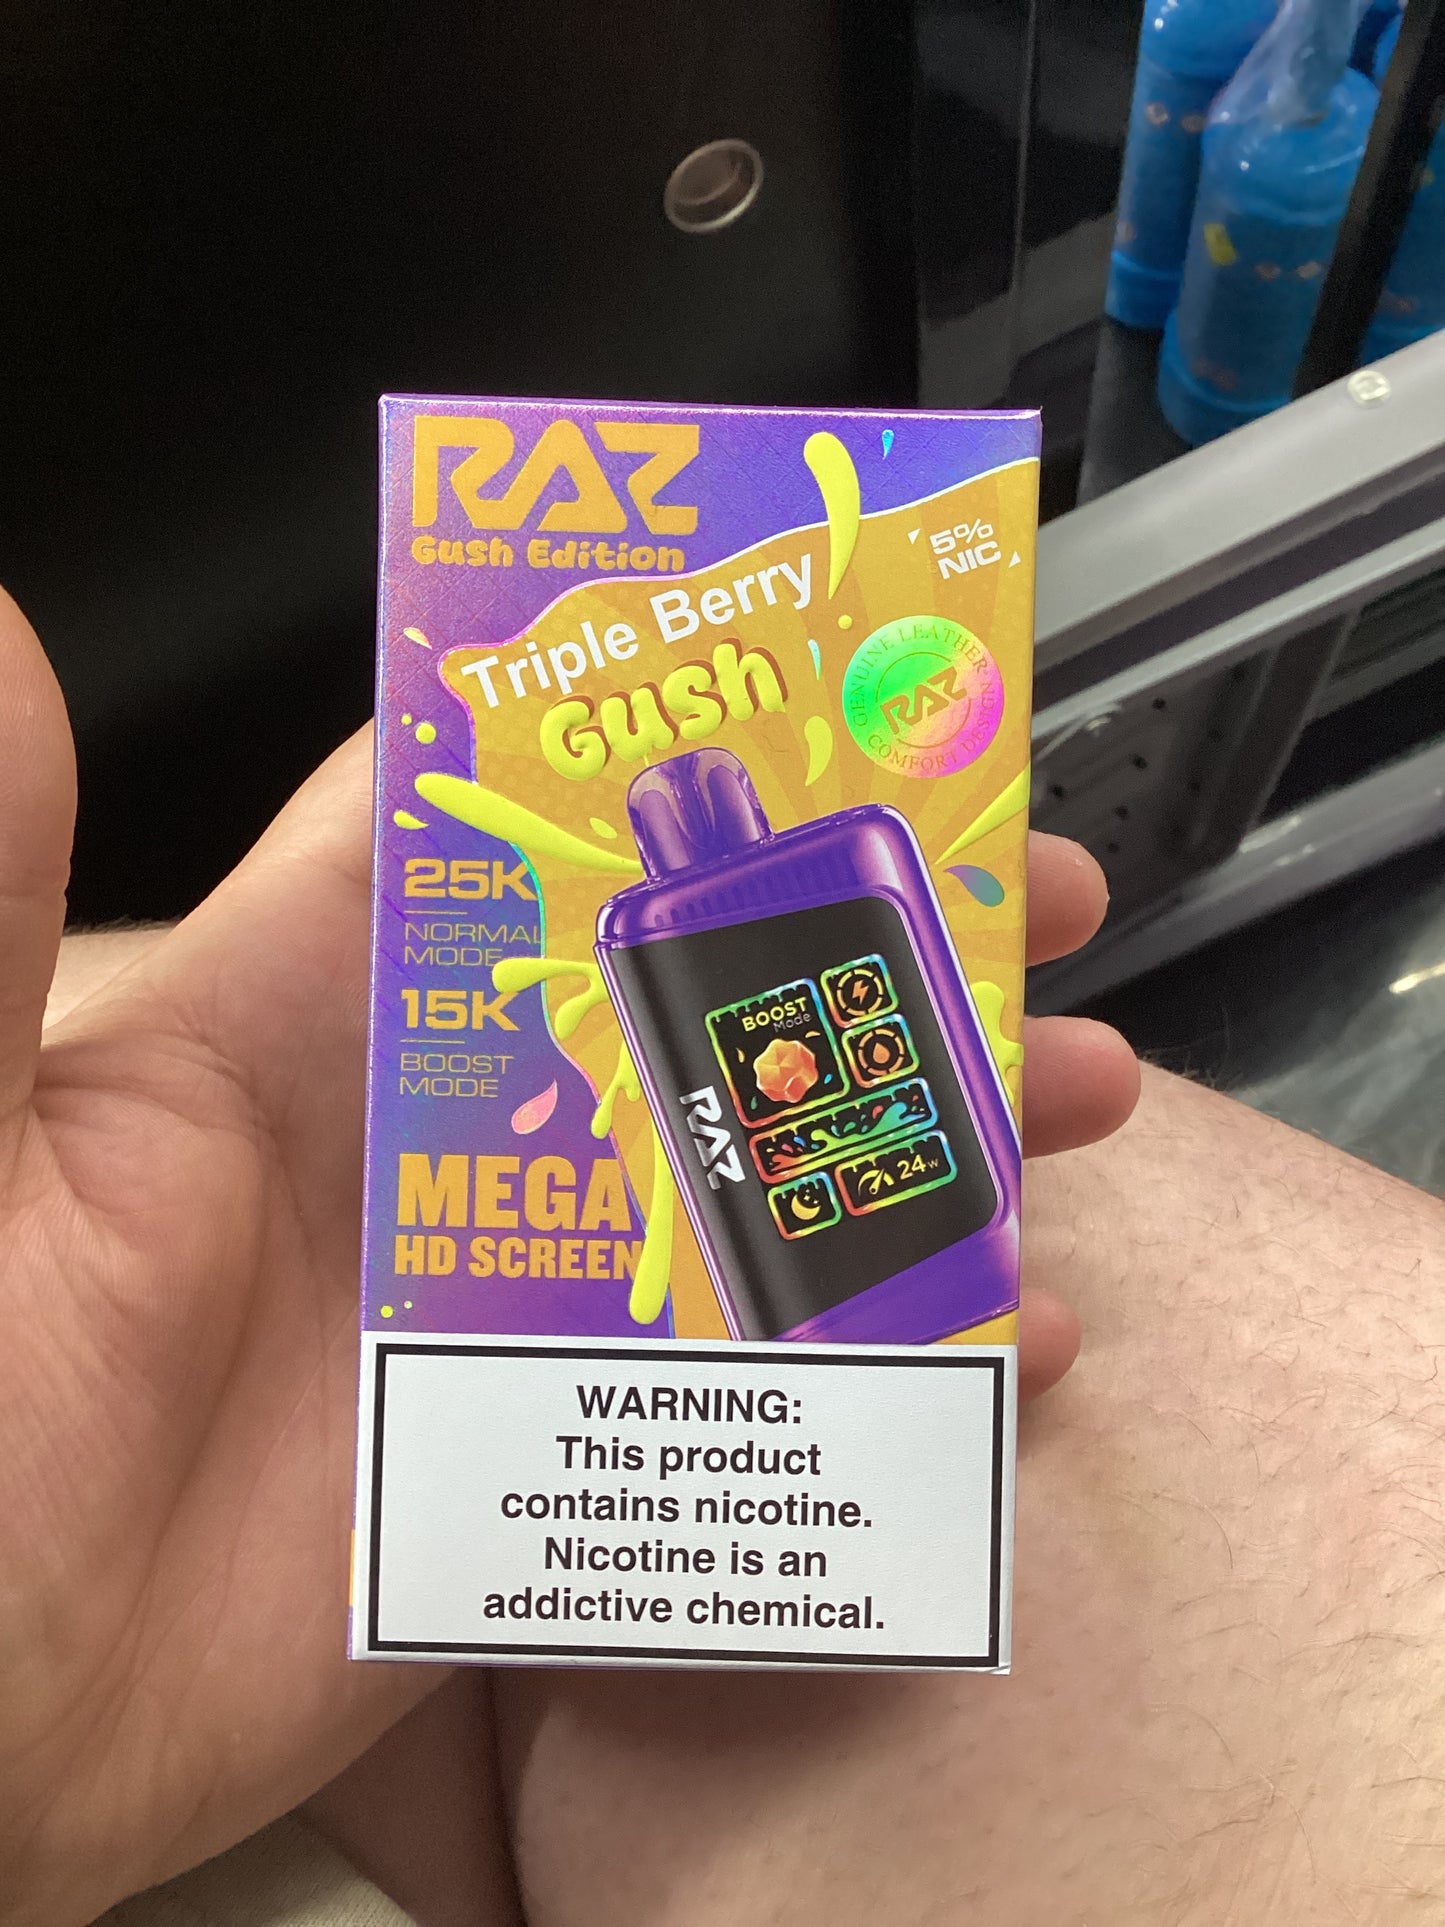 RAZ
Gush Edition
5%
NIC
Triple Berry
Gush
GENUINE LEATHER
RAZ
COMFORT DESIGN
25K
NORMAL
MODE
15K
BOOST
MODE
BOOST
Mode
RAZ
24W
MEGA
HD SCREEN
WARNING:
This product
contains nicotine.
Nicotine is an
addictive chemical.